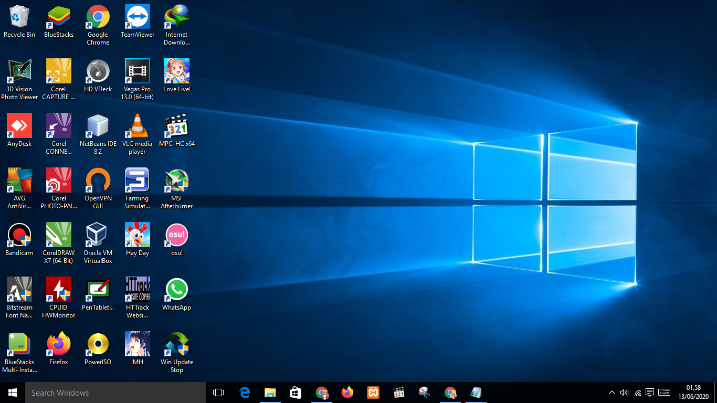 Recycle Bin
BlueStacks
Google
Chrome
TeamViewer
Internet
Downlo...
3D Vision
Photo Viewer
Corel
CAPTURE ...
HD VDeck
Vegas Pro
13.0 (64-bit)
Love Live!
AnyDesk
Corel
CONNE...
NetBeans IDE
8.2
VLC media
player
321
MPC-HC x64
AVG
AntiVir...
Corel
PHOTO-PAI...
OpenVPN
GUI
Farming
Simulat...
MSI
Afterburner
Bandicam
CorelDRAW
X7 (64-Bit)
Oracle VM
VirtualBox
Hay Day
osu!
osu!
Bitstream
Font Na...
CPUID
HWMonitor
PenTablet...
HTTrack
Websi...
WhatsApp
BlueStacks
Multi-Insta...
Firefox
PowerISO
!MH
Win Update
Stop
Search Windows
01.58
13/06/2020